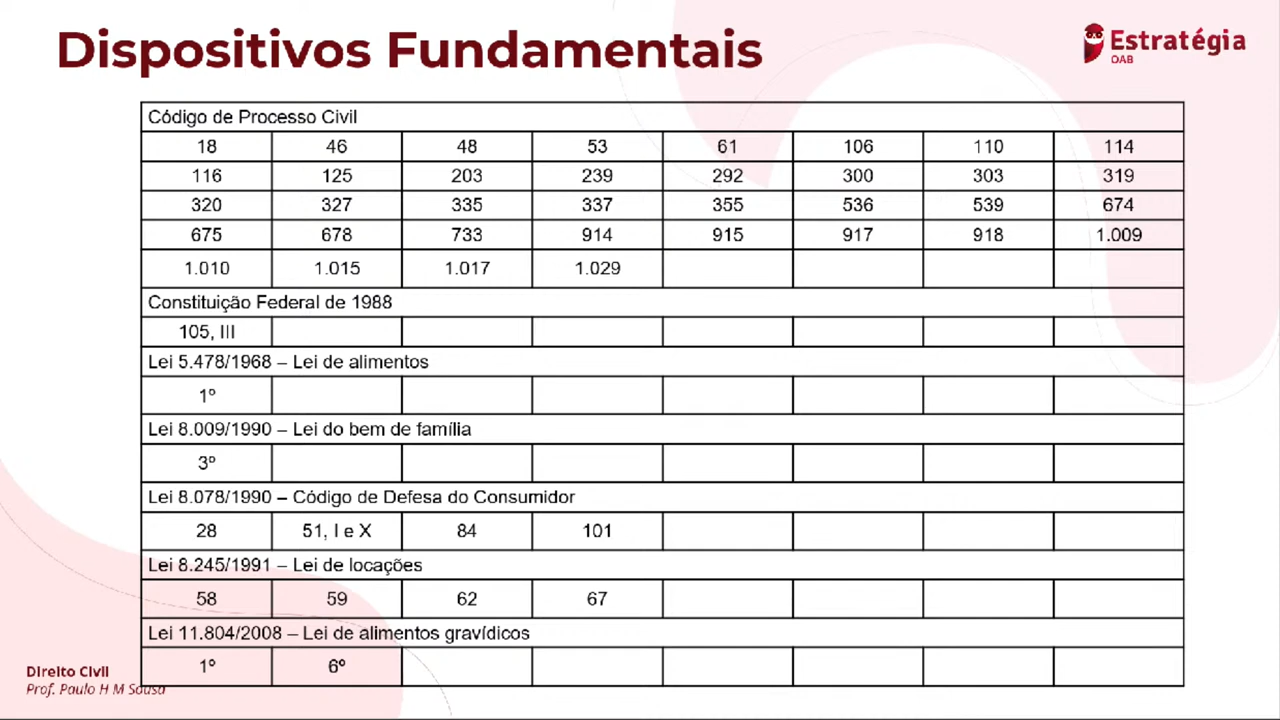 Dispositivos Fundamentais
Estratégia
OAB
Código de Processo Civil
18 46 48 53 61 106 110 114
116 125 203 239 292 300 303 319
320 327 335 337 355 536 539 674
675 678 733 914 915 917 918 1.009
1.010 1.015 1.017 1.029
Constituição Federal de 1988
105, III
Lei 5.478/1968 – Lei de alimentos
1º
Lei 8.009/1990 – Lei do bem de família
3º
Lei 8.078/1990 – Código de Defesa do Consumidor
28 51, I e X 84 101
Lei 8.245/1991 – Lei de locações
58 59 62 67
Lei 11.804/2008 – Lei de alimentos gravídicos
1º 6º
Direito Civil
Prof. Paulo H M Sousa